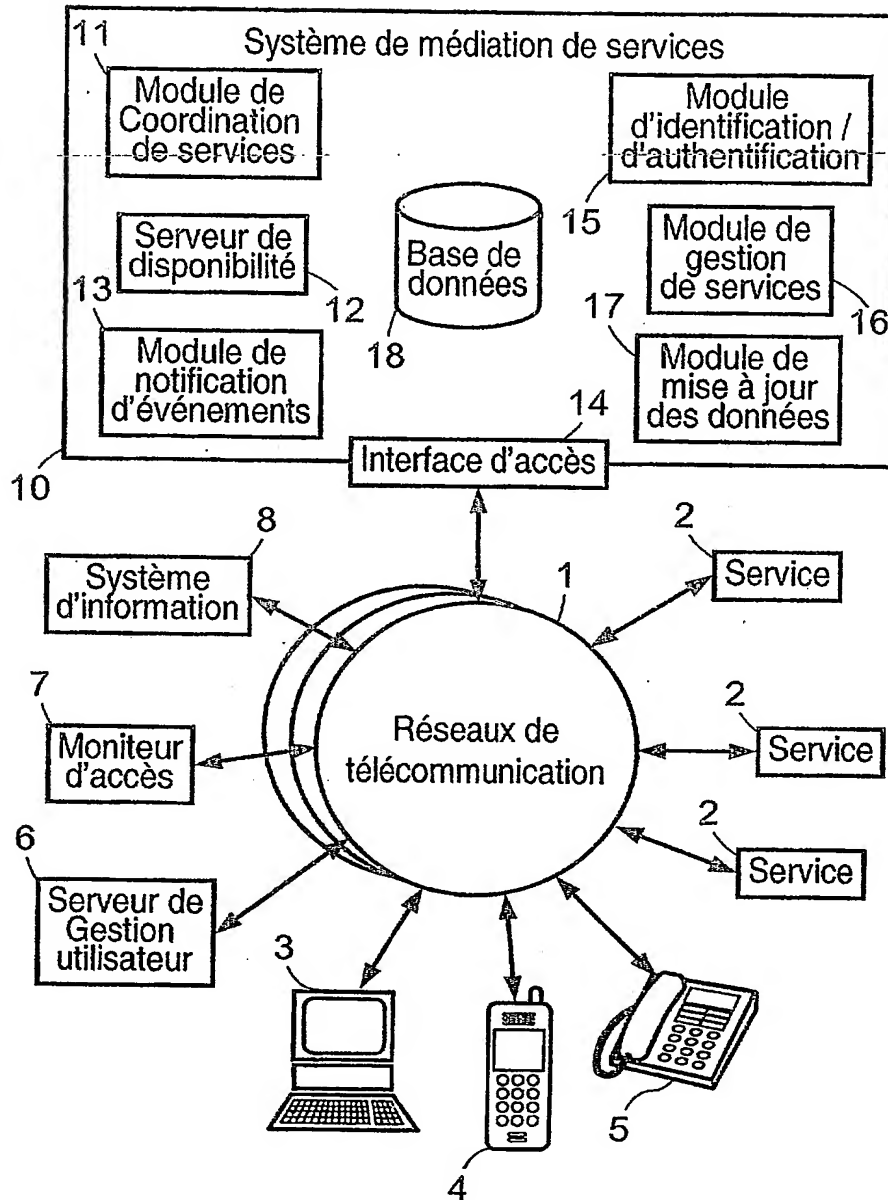 11
Système de médiation de services
Module de
Coordination
de services
Module
d'identification /
d'authentification
15
Serveur de
disponibilité
12
Base de
données
18
Module de
gestion
de services
16
13
Module de
notification
d'événements
17
Module de
mise à jour
des données
14
Interface d'accès
10
8
Système
d'information
1
2
Service
7
Moniteur
d'accès
Réseaux de
télécommunication
2
Service
6
Serveur de
Gestion
utilisateur
2
Service
3
4
5